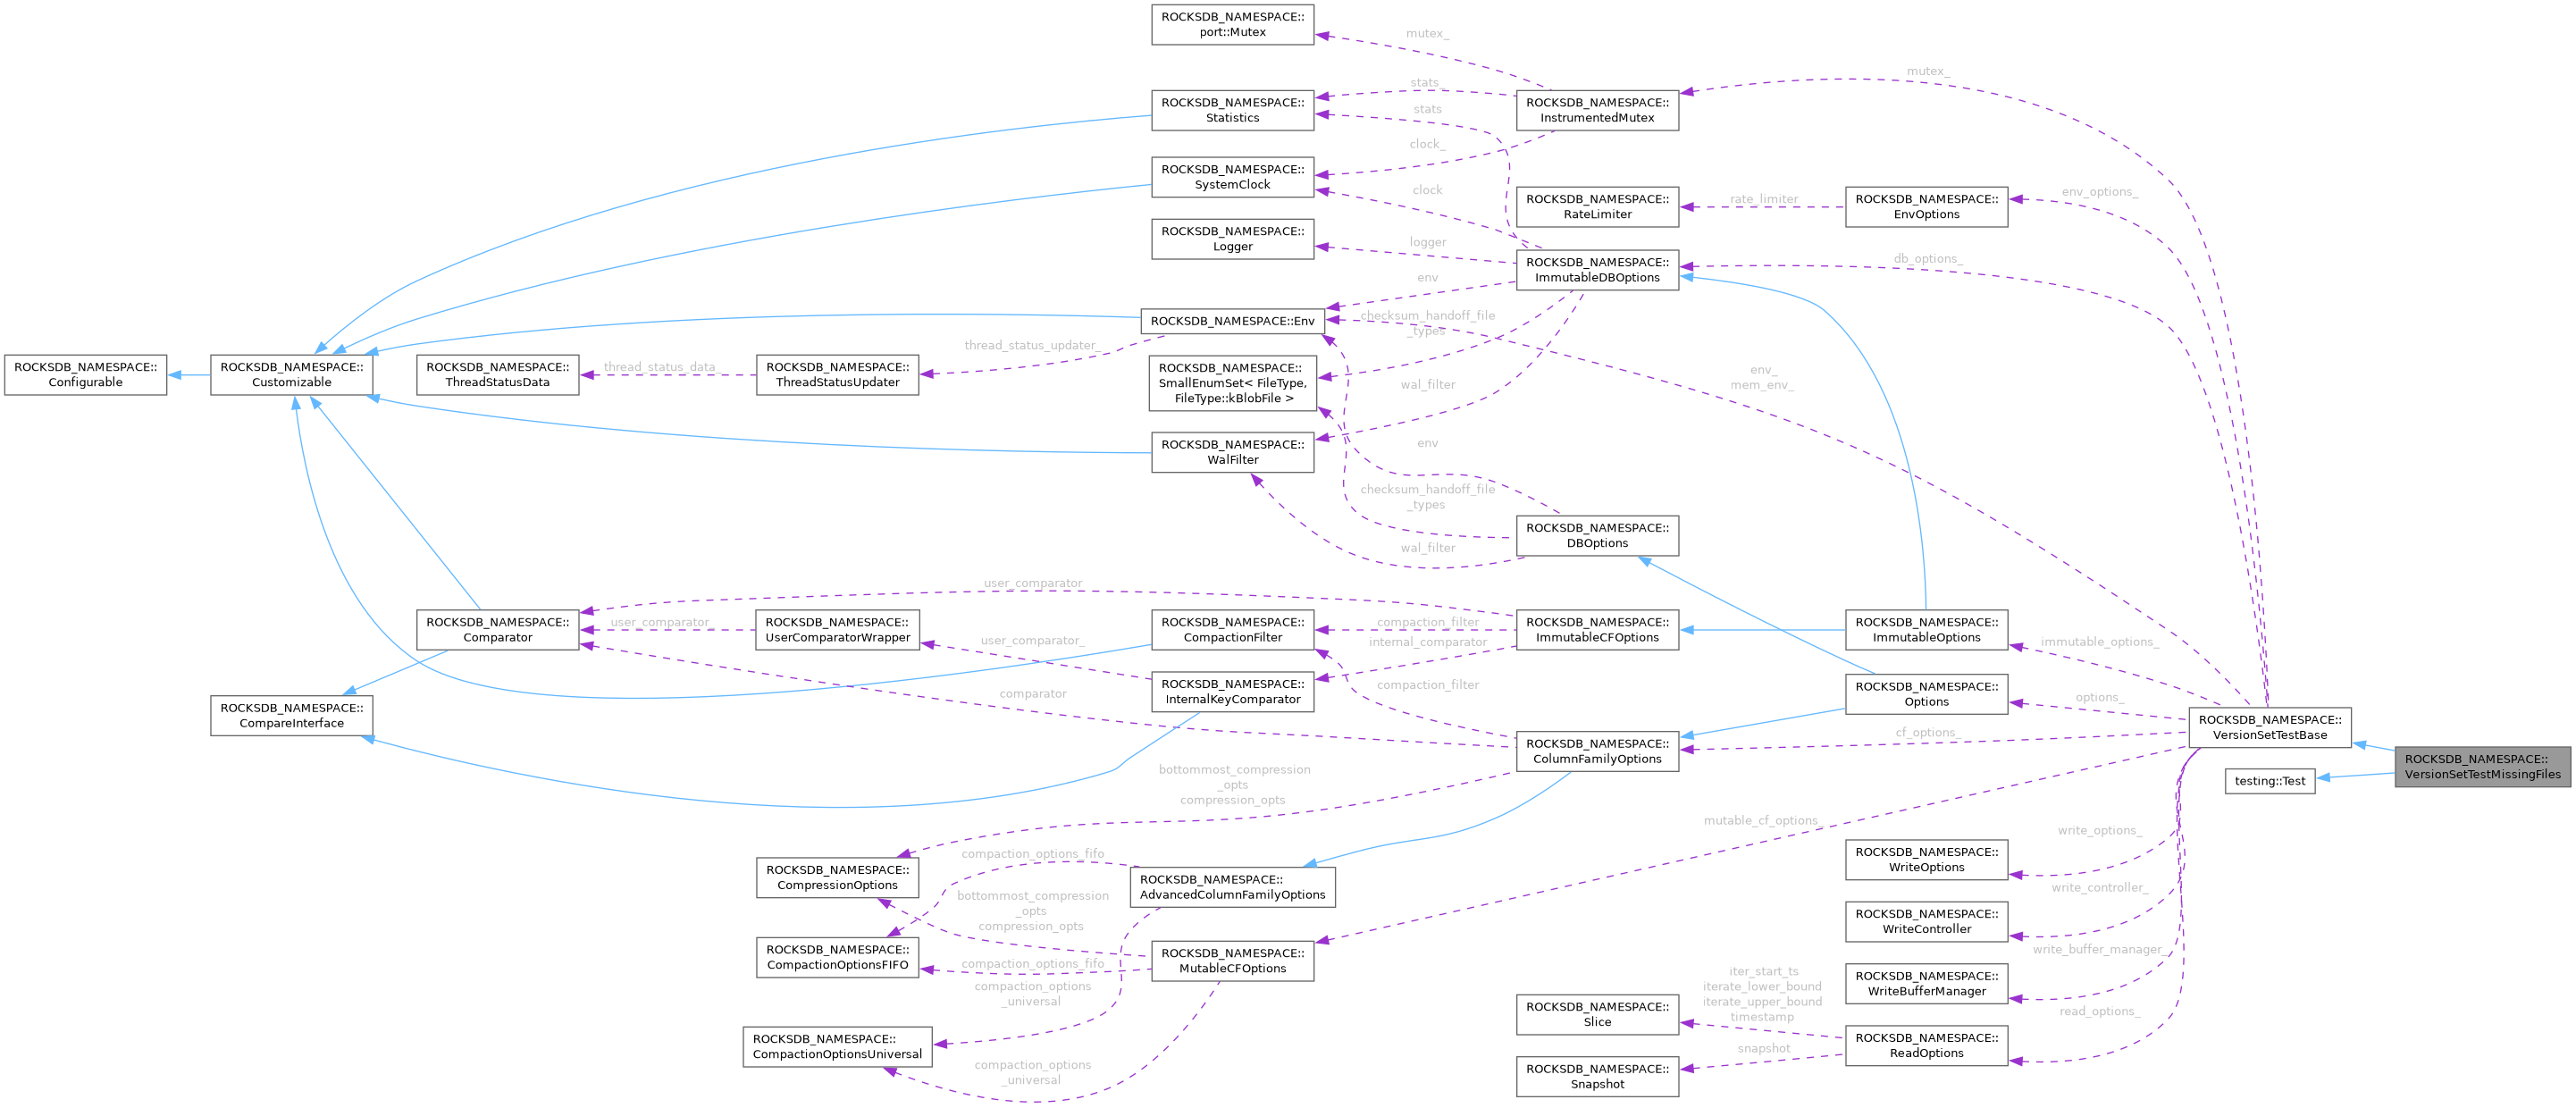 ROCKSDB_NAMESPACE::
port::Mutex
mutex_
mutex_
stats_
ROCKSDB_NAMESPACE::
Statistics
ROCKSDB_NAMESPACE::
InstrumentedMutex
stats
clock_
ROCKSDB_NAMESPACE::
SystemClock
clock
ROCKSDB_NAMESPACE::
RateLimiter
rate_limiter
ROCKSDB_NAMESPACE::
EnvOptions
env_options_
ROCKSDB_NAMESPACE::
Logger
logger
ROCKSDB_NAMESPACE::
ImmutableDBOptions
db_options_
env
ROCKSDB_NAMESPACE::Env
checksum_handoff_file
_types
thread_status_updater_
ROCKSDB_NAMESPACE::
Configurable
ROCKSDB_NAMESPACE::
Customizable
ROCKSDB_NAMESPACE::
ThreadStatusData
thread_status_data_
ROCKSDB_NAMESPACE::
ThreadStatusUpdater
ROCKSDB_NAMESPACE::
SmallEnumSet< FileType,
FileType::kBlobFile >
wal_filter
env_
mem_env_
ROCKSDB_NAMESPACE::
WalFilter
env
checksum_handoff_file
_types
ROCKSDB_NAMESPACE::
DBOptions
wal_filter
user_comparator
ROCKSDB_NAMESPACE::
Comparator
user_comparator_
ROCKSDB_NAMESPACE::
UserComparatorWrapper
user_comparator_
ROCKSDB_NAMESPACE::
CompactionFilter
compaction_filter
internal_comparator
ROCKSDB_NAMESPACE::
ImmutableCFOptions
ROCKSDB_NAMESPACE::
ImmutableOptions
immutable_options_
ROCKSDB_NAMESPACE::
CompareInterface
comparator
ROCKSDB_NAMESPACE::
InternalKeyComparator
compaction_filter
ROCKSDB_NAMESPACE::
Options
options_
ROCKSDB_NAMESPACE::
VersionSetTestBase
ROCKSDB_NAMESPACE::
ColumnFamilyOptions
cf_options_
ROCKSDB_NAMESPACE::
VersionSetTestMissingFiles
testing::Test
bottommost_compression
_opts
compression_opts
mutable_cf_options_
write_options_
ROCKSDB_NAMESPACE::
WriteOptions
ROCKSDB_NAMESPACE::
CompressionOptions
compaction_options_fifo
ROCKSDB_NAMESPACE::
AdvancedColumnFamilyOptions
bottommost_compression
_opts
compression_opts
write_controller_
ROCKSDB_NAMESPACE::
WriteController
ROCKSDB_NAMESPACE::
CompactionOptionsFIFO
compaction_options_fifo
ROCKSDB_NAMESPACE::
MutableCFOptions
write_buffer_manager_
ROCKSDB_NAMESPACE::
WriteBufferManager
compaction_options
_universal
iter_start_ts
iterate_lower_bound
iterate_upper_bound
timestamp
ROCKSDB_NAMESPACE::
Slice
read_options_
ROCKSDB_NAMESPACE::
ReadOptions
ROCKSDB_NAMESPACE::
CompactionOptionsUniversal
compaction_options
_universal
snapshot
ROCKSDB_NAMESPACE::
Snapshot